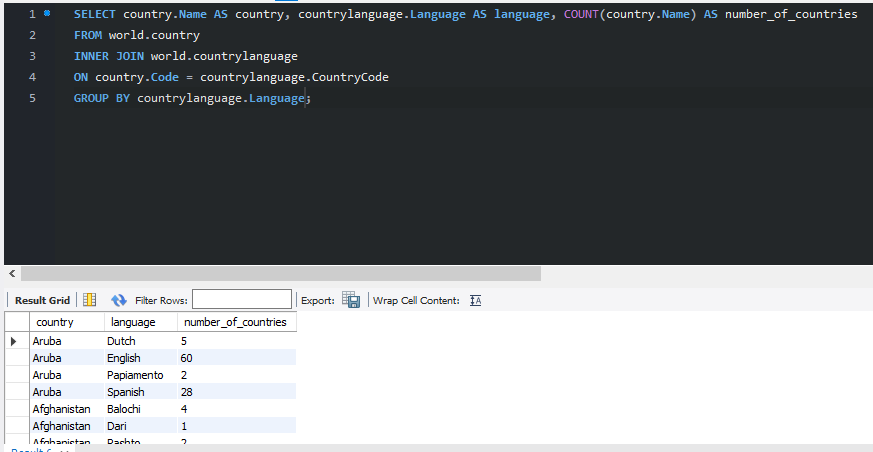 1 SELECT country.Name AS country, countrylanguage.Language AS language, COUNT(country.Name) AS number_of_countries
2 FROM world.country
3 INNER JOIN world.countrylanguage
4 ON country.Code = countrylanguage.CountryCode
5 GROUP BY countrylanguage.Language;
Result Grid Filter Rows: Export: Wrap Cell Content: IA
country language number_of_countries
Aruba Dutch 5
Aruba English 60
Aruba Papiamento 2
Aruba Spanish 28
Afghanistan Balochi 4
Afghanistan Dari 1
Afghanistan Pashto 2